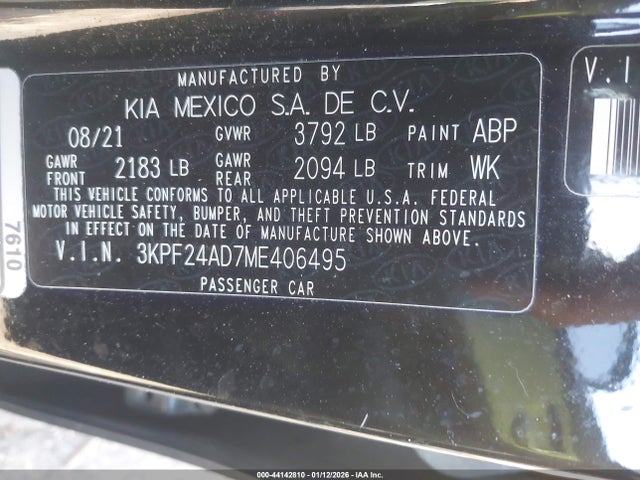 MANUFACTURED BY
KIA MEXICO S.A. DE C.V.
08/21 GVWR 3792 LB PAINT ABP
GAWR FRONT 2183 LB GAWR REAR 2094 LB TRIM WK
THIS VEHICLE CONFORMS TO ALL APPLICABLE U.S.A. FEDERAL
MOTOR VEHICLE SAFETY, BUMPER, AND THEFT PREVENTION STANDARDS
IN EFFECT ON THE DATE OF MANUFACTURE SHOWN ABOVE.
V.I.N. 3KPF24AD7ME406495
PASSENGER CAR
7610
V.I
000-44142810 - 01/12/2026 - IAA Inc.